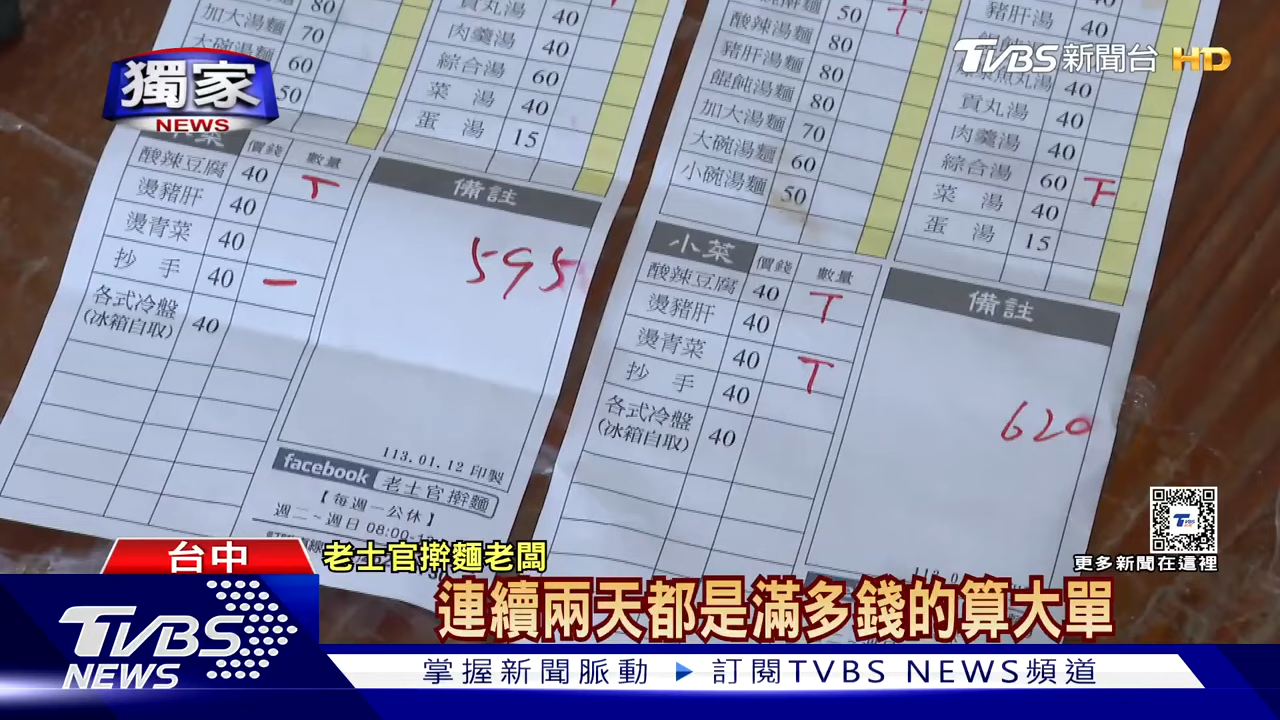 獨家
NEWS
TVBS新聞台 HD
80
加大湯麵 70
大碗湯麵 60
50
貢丸湯 40
肉羹湯 40
綜合湯 60
菜湯 40
蛋湯 15
小菜 價錢 數量
酸辣豆腐 40 T
燙豬肝 40
燙青菜 40
抄手 40 一
各式冷盤
(冰箱自取) 40
備註
595
113.01.12 印製
facebook 老士官擀麵
【每週一公休】
週二~週日 08:00-1
50
酸辣湯麵 80
豬肝湯麵 80
餛飩湯麵 80
加大湯麵 70
大碗湯麵 60
小碗湯麵 50
豬肝湯 40
40
貢丸湯 40
肉羹湯 40
綜合湯 60
菜湯 40
蛋湯 15
小菜 價錢 數量
酸辣豆腐 40 T
燙豬肝 40
燙青菜 40 T
抄手 40
各式冷盤
(冰箱自取) 40
備註
620
TVBS
更多新聞在這裡
台中
老士官擀麵老闆
連續兩天都是滿多錢的算大單
TVBS
NEWS
掌握新聞脈動 ▶ 訂閱TVBS NEWS頻道